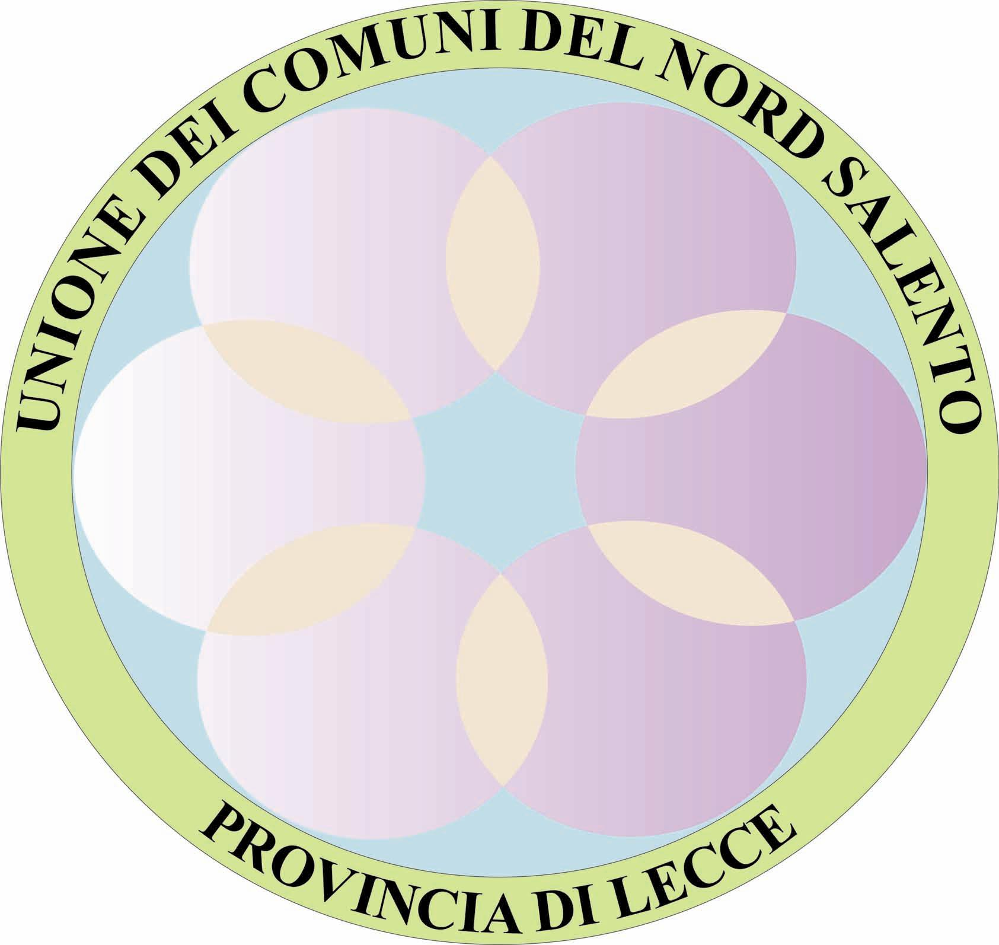 UNIONE DEI COMUNI DEL NORD SALENTO
PROVINCIA DI LECCE